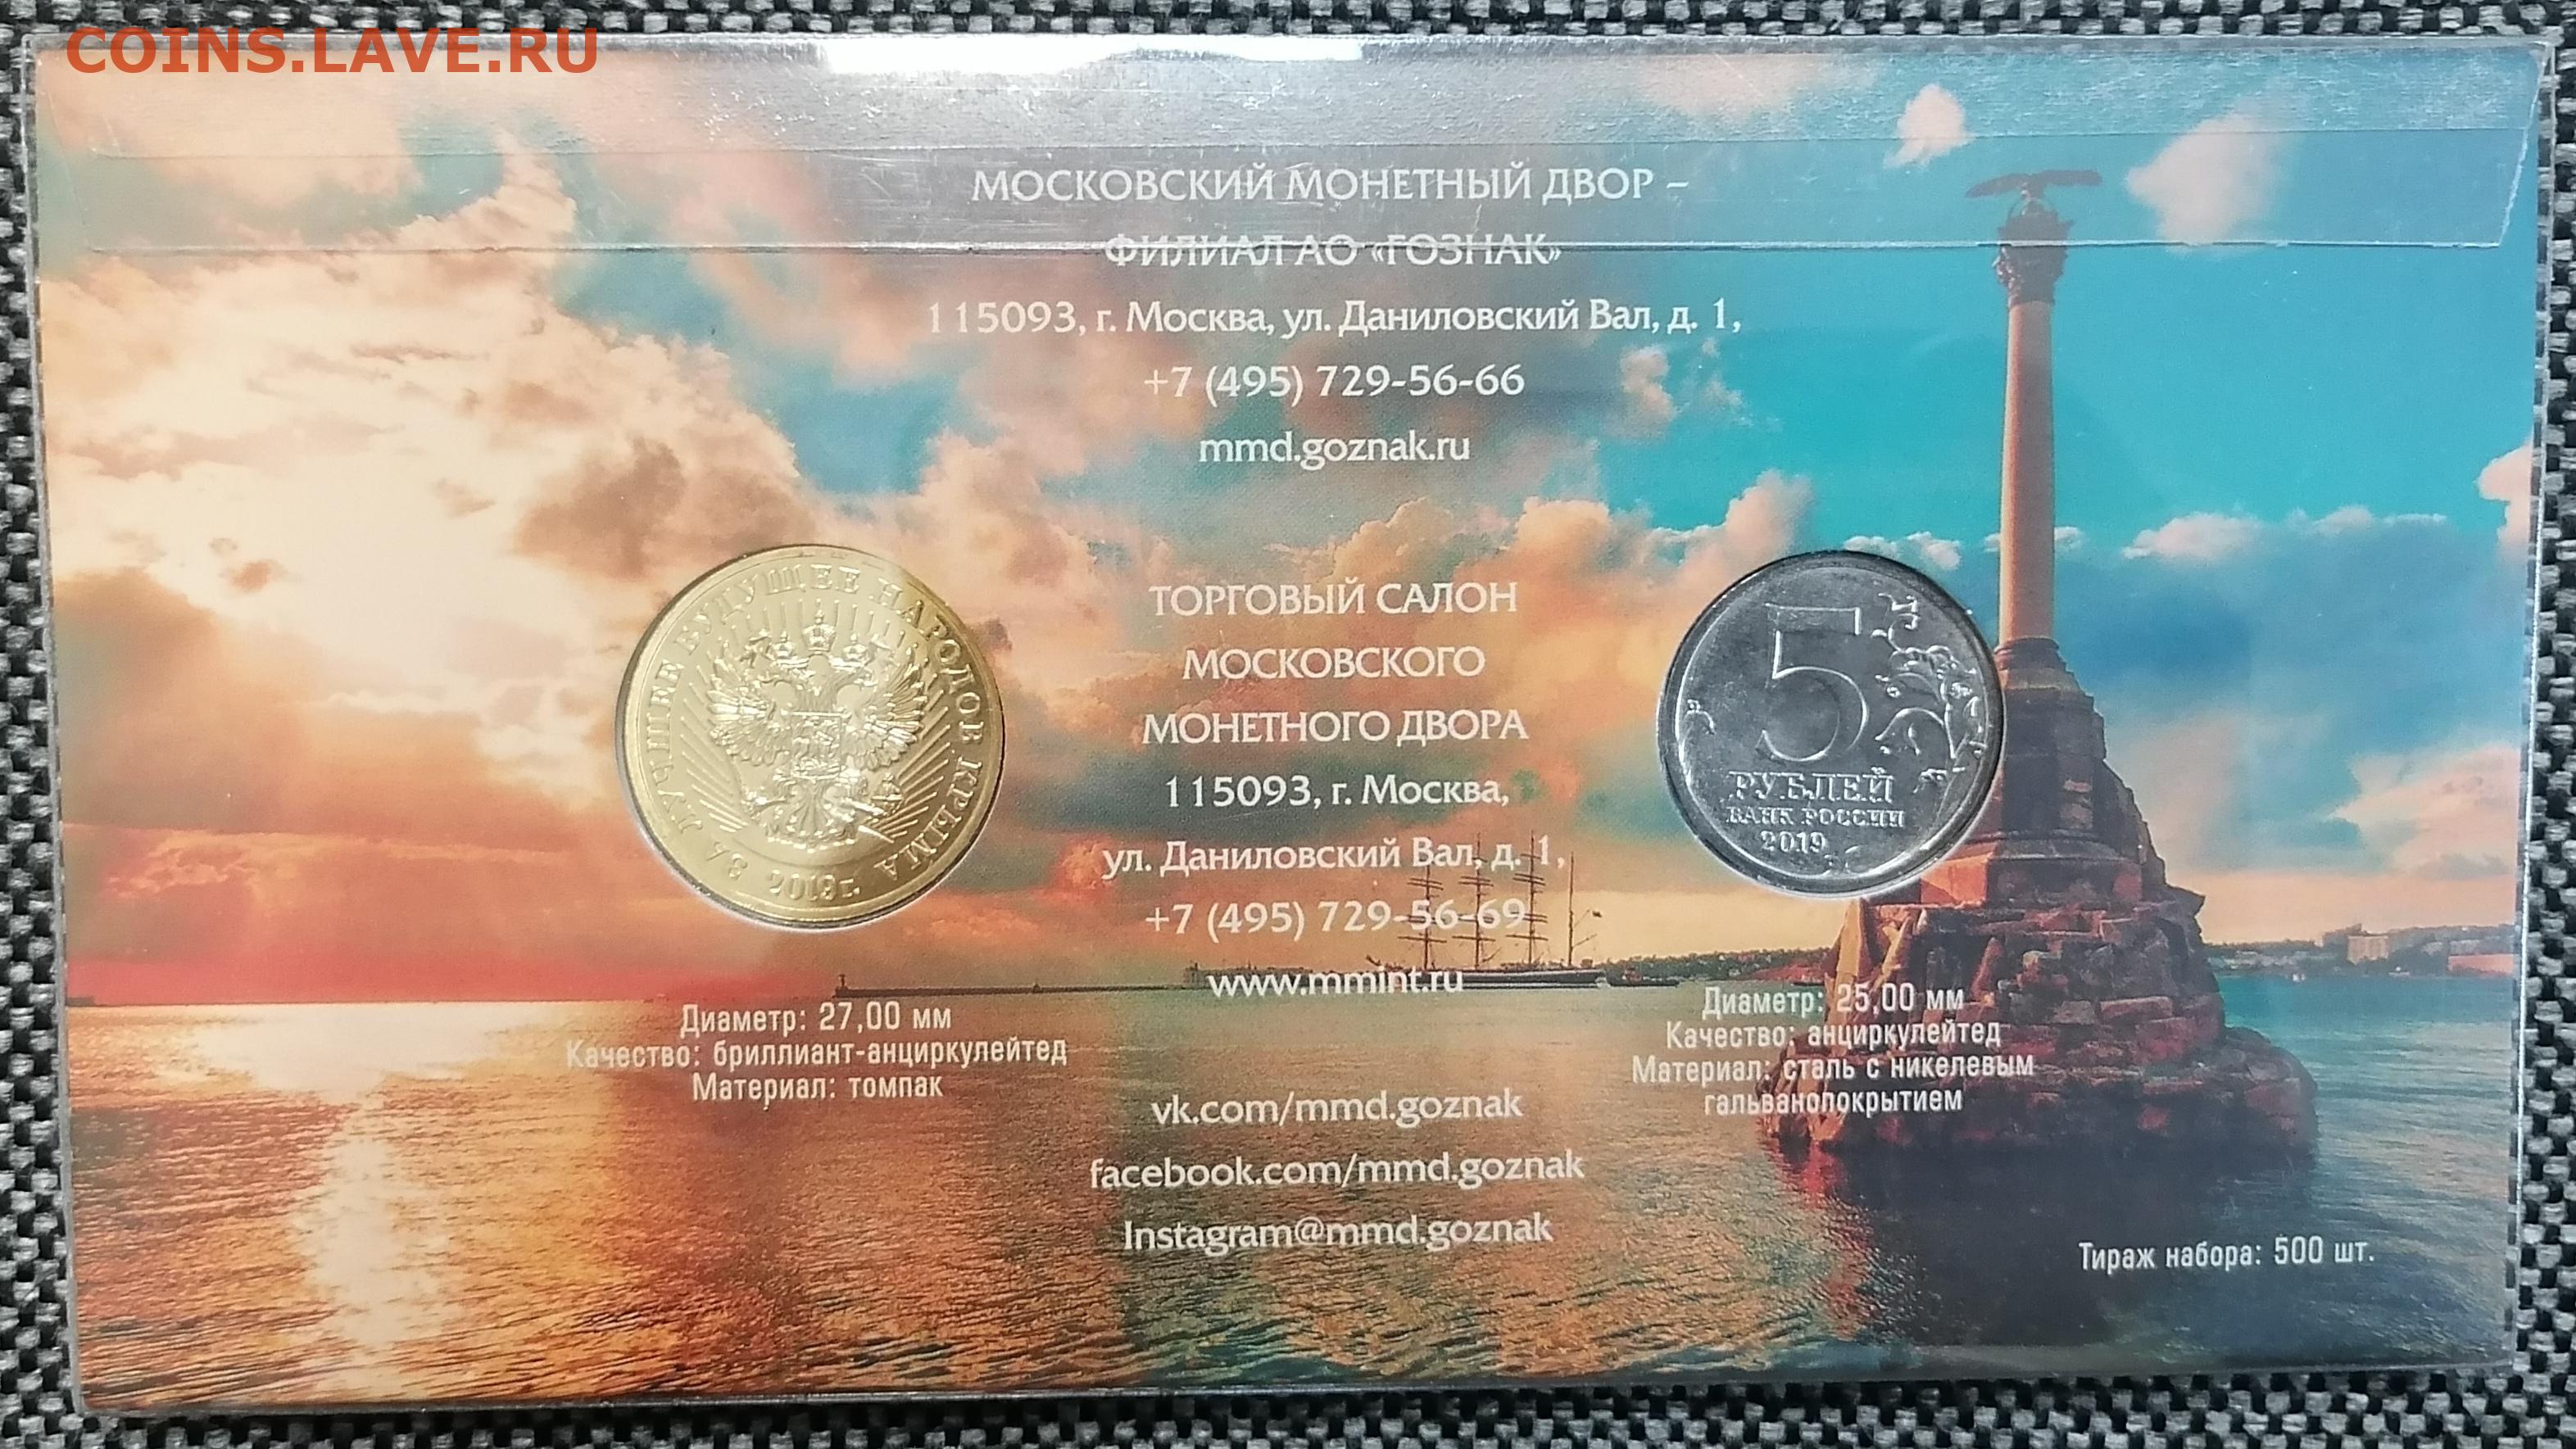 COINS.LAVE.RU
МОСКОВСКИЙ МОНЕТНЫЙ ДВОР –
ФИЛИАЛ АО «ГОЗНАК»
115093, г. Москва, ул. Даниловский Вал, д. 1,
+7 (495) 729-56-66
mmd.goznak.ru
ТОРГОВЫЙ САЛОН
МОСКОВСКОГО
МОНЕТНОГО ДВОРА
115093, г. Москва,
ул. Даниловский Вал, д. 1,
+7 (495) 729-56-69
www.mmint.ru
vk.com/mmd.goznak
facebook.com/mmd.goznak
Instagram@mmd.goznak
ЗА ЛУЧШЕЕ БУДУЩЕЕ НАРОДОВ КРЫМА
2019г.
Диаметр: 27,00 мм
Качество: бриллиант-анциркулейтед
Материал: томпак
5
РУБЛЕЙ
БАНК РОССИИ
2019
Диаметр: 25,00 мм
Качество: анциркулейтед
Материал: сталь с никелевым
гальванопокрытием
Тираж набора: 500 шт.